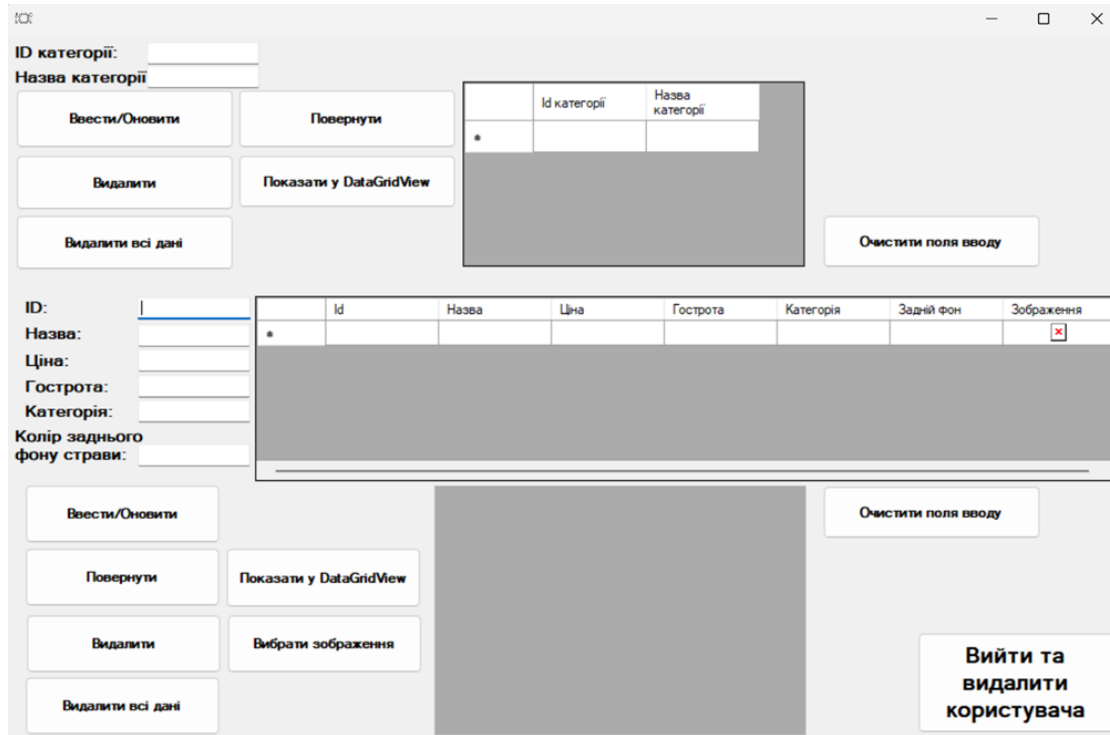 ID категорії:
Назва категорії
Ввести/Оновити
Повернути
Видалити
Показати у DataGridView
Видалити всі дані
Id категорії
Назва
категорії
*
Очистити поля вводу
ID:
Назва:
Ціна:
Гострота:
Категорія:
Колір заднього
фону страви:
Id
Назва
Ціна
Гострота
Категорія
Задній фон
Зображення
*
Ввести/Оновити
Повернути
Показати у DataGridView
Видалити
Вибрати зображення
Видалити всі дані
Очистити поля вводу
Вийти та
видалити
користувача